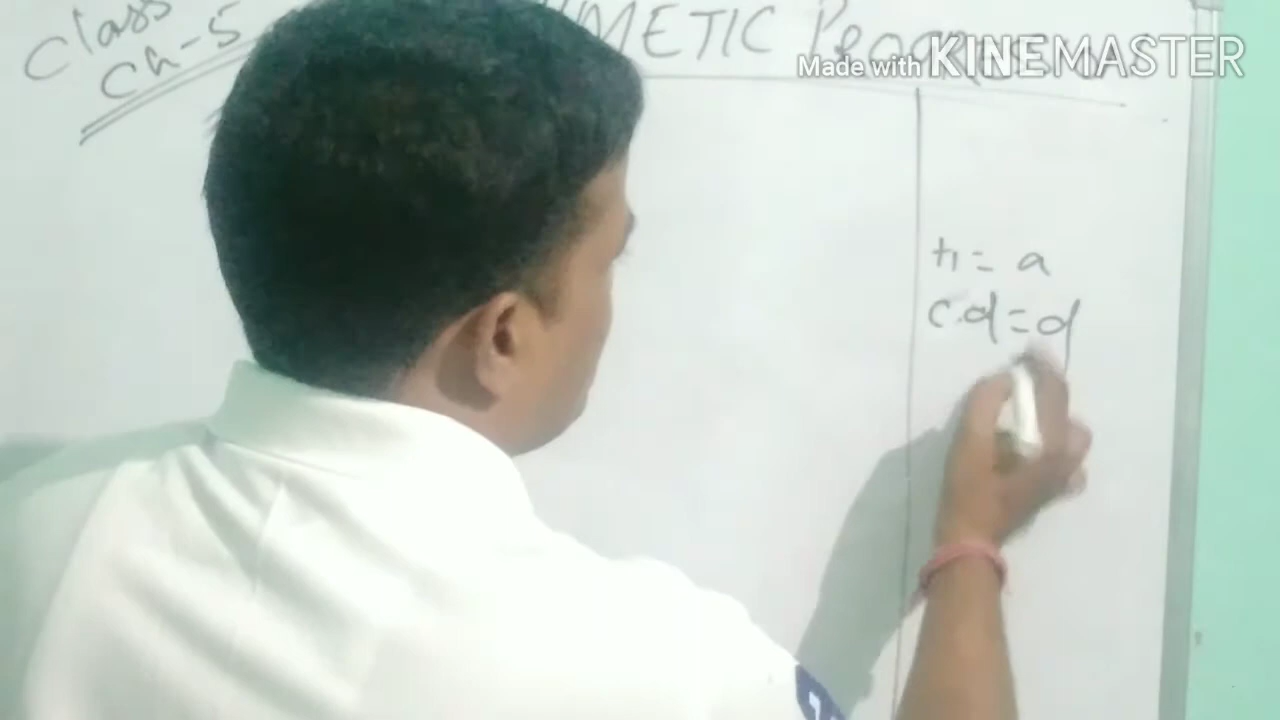 Class
Ch-5
METIC
Made with KINEMASTER
t1 = a
c.d = d